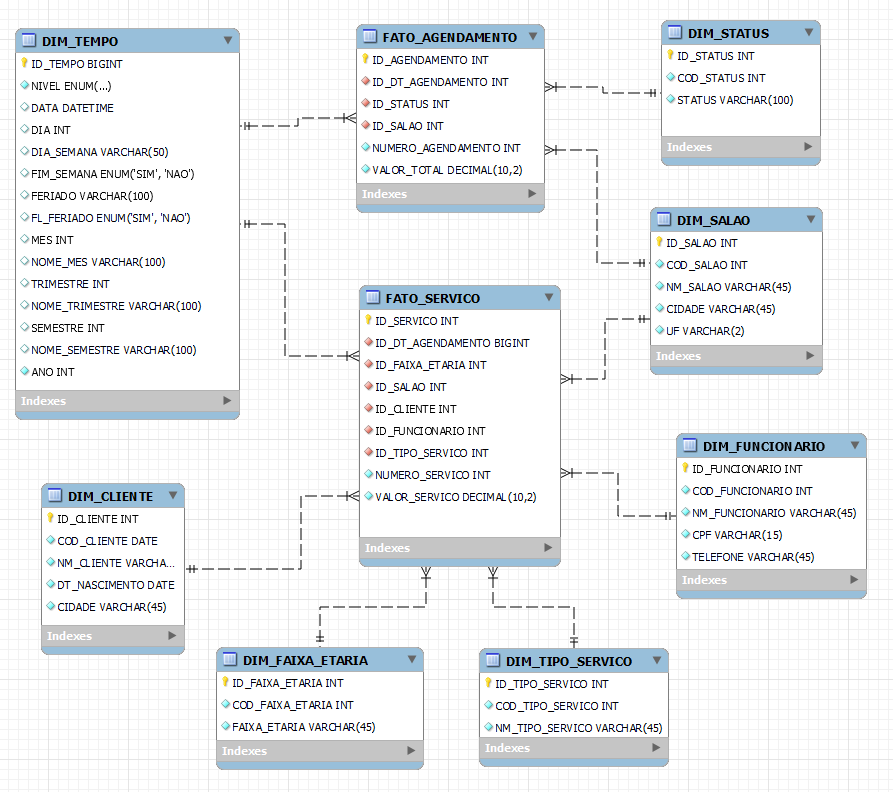 DIM_TEMPO
ID_TEMPO BIGINT
NIVEL ENUM(...)
DATA DATETIME
DIA INT
DIA_SEMANA VARCHAR(50)
FIM_SEMANA ENUM('SIM', 'NAO')
FERIADO VARCHAR(100)
FL_FERIADO ENUM('SIM', 'NAO')
MES INT
NOME_MES VARCHAR(100)
TRIMESTRE INT
NOME_TRIMESTRE VARCHAR(100)
SEMESTRE INT
NOME_SEMESTRE VARCHAR(100)
ANO INT
Indexes
FATO_AGENDAMENTO
ID_AGENDAMENTO INT
ID_DT_AGENDAMENTO INT
ID_STATUS INT
ID_SALAO INT
NUMERO_AGENDAMENTO INT
VALOR_TOTAL DECIMAL(10,2)
Indexes
DIM_STATUS
ID_STATUS INT
COD_STATUS INT
STATUS VARCHAR(100)
Indexes
DIM_SALAO
ID_SALAO INT
COD_SALAO INT
NM_SALAO VARCHAR(45)
CIDADE VARCHAR(45)
UF VARCHAR(2)
Indexes
FATO_SERVICO
ID_SERVICO INT
ID_DT_AGENDAMENTO BIGINT
ID_FAIXA_ETARIA INT
ID_SALAO INT
ID_CLIENTE INT
ID_FUNCIONARIO INT
ID_TIPO_SERVICO INT
NUMERO_SERVICO INT
VALOR_SERVICO DECIMAL(10,2)
Indexes
DIM_FUNCIONARIO
ID_FUNCIONARIO INT
COD_FUNCIONARIO INT
NM_FUNCIONARIO VARCHAR(45)
CPF VARCHAR(15)
TELEFONE VARCHAR(45)
Indexes
DIM_CLIENTE
ID_CLIENTE INT
COD_CLIENTE DATE
NM_CLIENTE VARCHA...
DT_NASCIMENTO DATE
CIDADE VARCHAR(45)
Indexes
DIM_FAIXA_ETARIA
ID_FAIXA_ETARIA INT
COD_FAIXA_ETARIA INT
FAIXA_ETARIA VARCHAR(45)
Indexes
DIM_TIPO_SERVICO
ID_TIPO_SERVICO INT
COD_TIPO_SERVICO INT
NM_TIPO_SERVICO VARCHAR(45)
Indexes